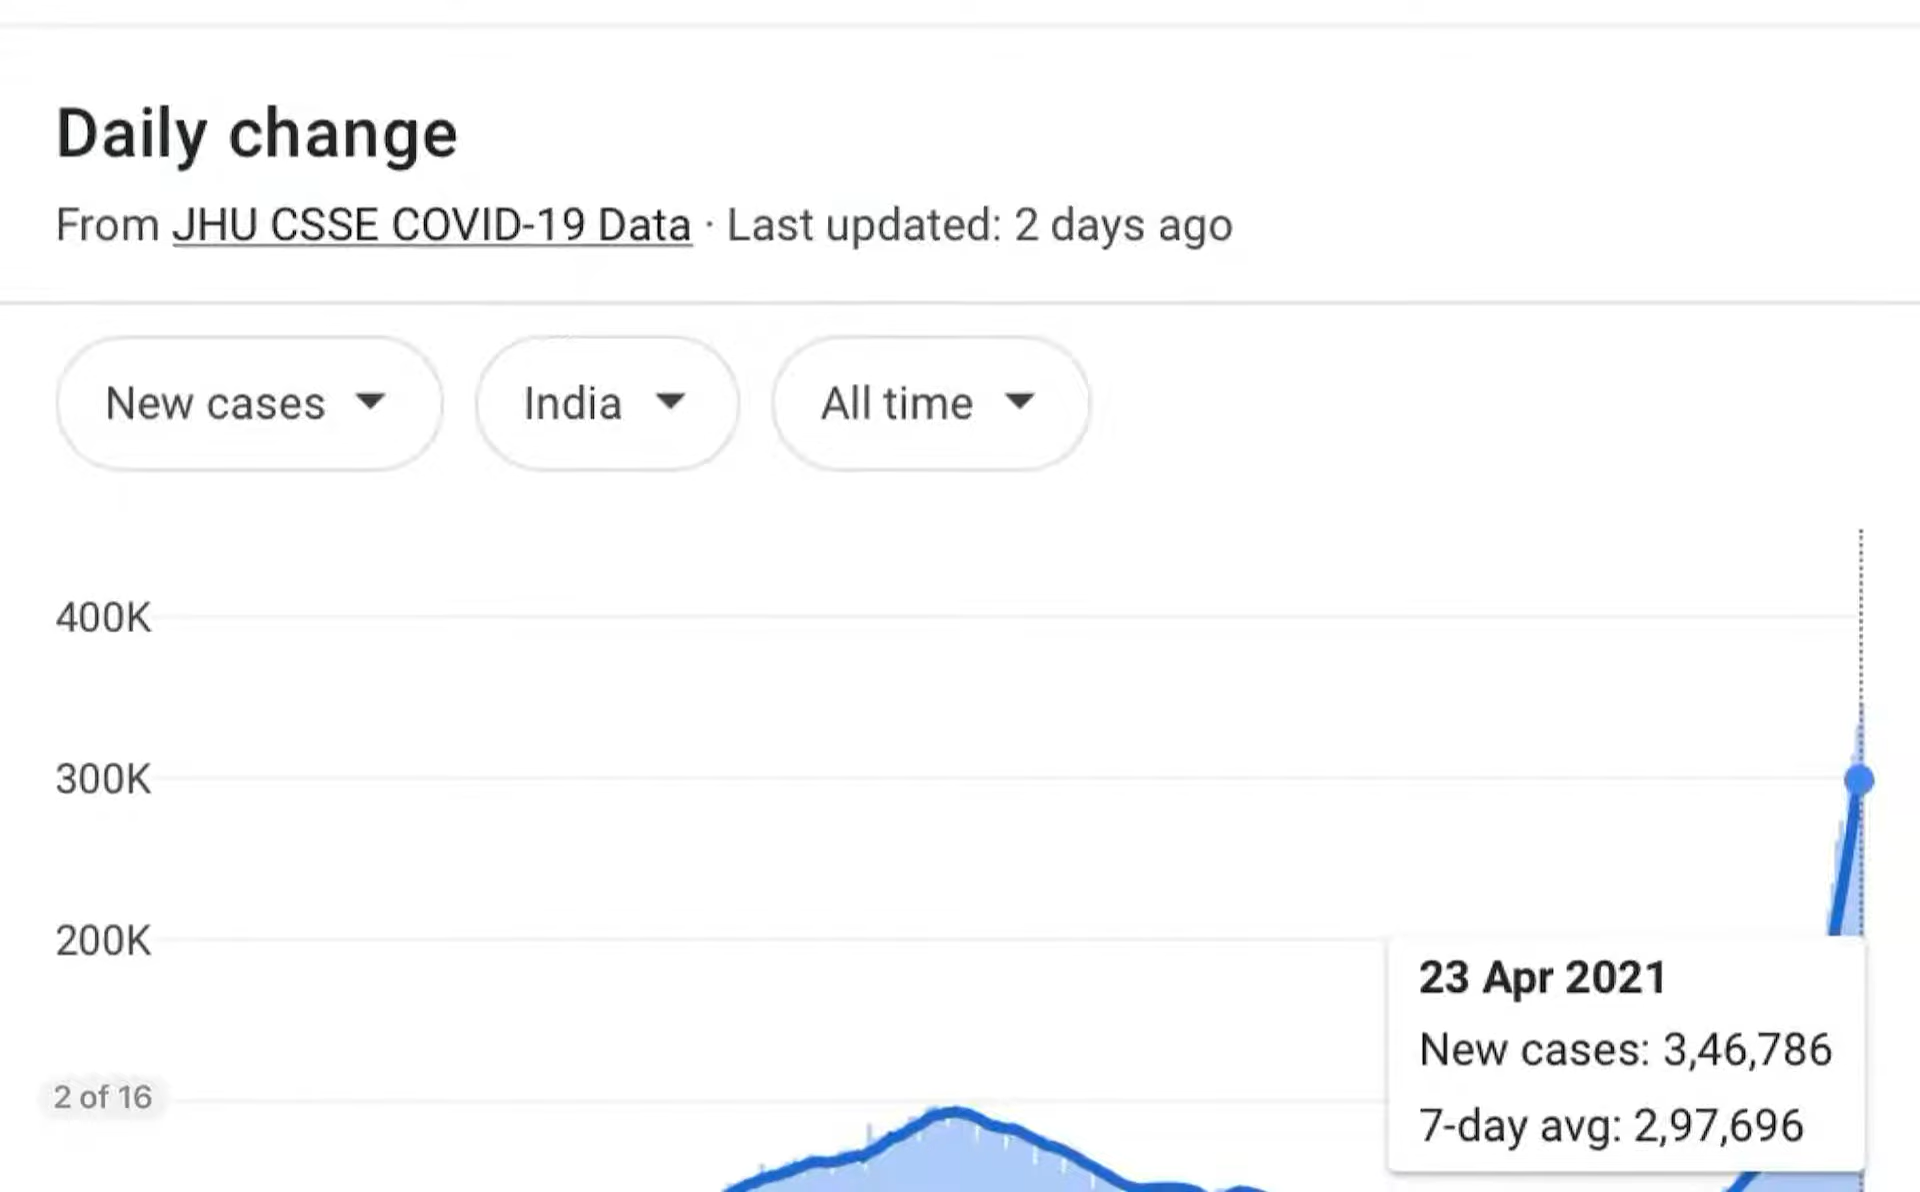 Daily change
From JHU CSSE COVID-19 Data · Last updated: 2 days ago
New cases
India
All time
400K
300K
200K
23 Apr 2021
New cases: 3,46,786
7-day avg: 2,97,696
2 of 16